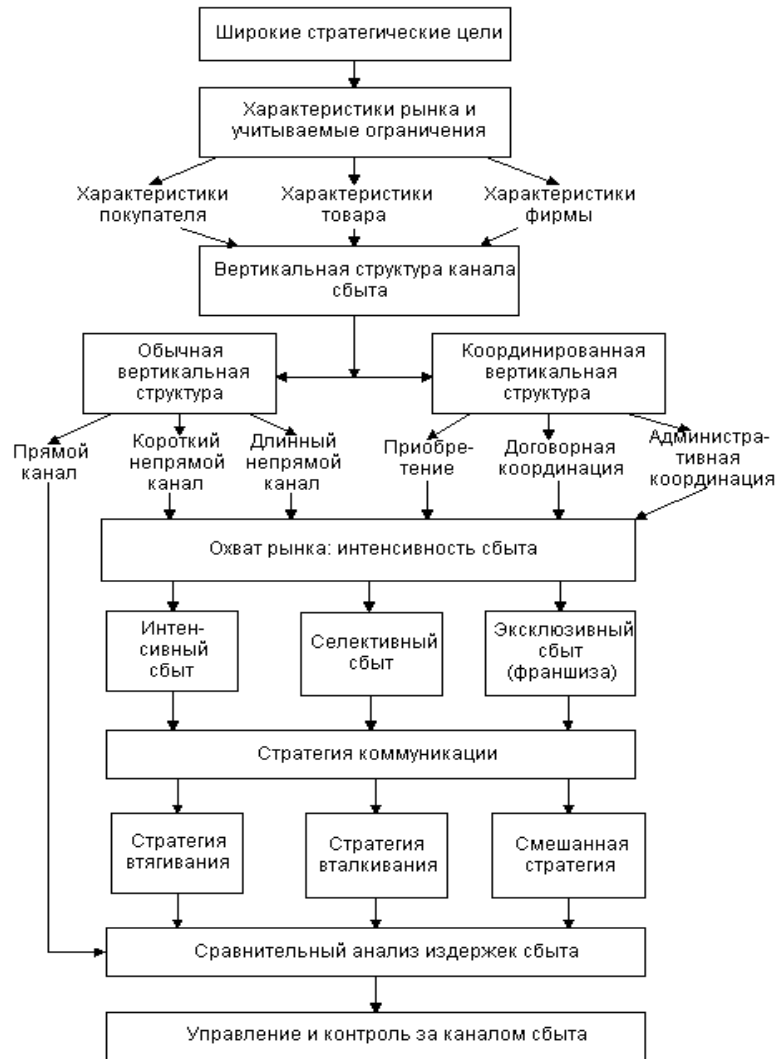 Широкие стратегические цели
Характеристики рынка и
учитываемые ограничения
Характеристики
покупателя
Характеристики
товара
Характеристики
фирмы
Вертикальная структура канала
сбыта
Обычная
вертикальная
структура
Координированная
вертикальная
структура
Прямой
канал
Короткий
непрямой
канал
Длинный
непрямой
канал
Приобре-
тение
Договорная
координация
Администра-
тивная
координация
Охват рынка: интенсивность сбыта
Интен-
сивный
сбыт
Селективный
сбыт
Эксклюзивный
сбыт
(франшиза)
Стратегия коммуникации
Стратегия
втягивания
Стратегия
вталкивания
Смешанная
стратегия
Сравнительный анализ издержек сбыта
Управление и контроль за каналом сбыта